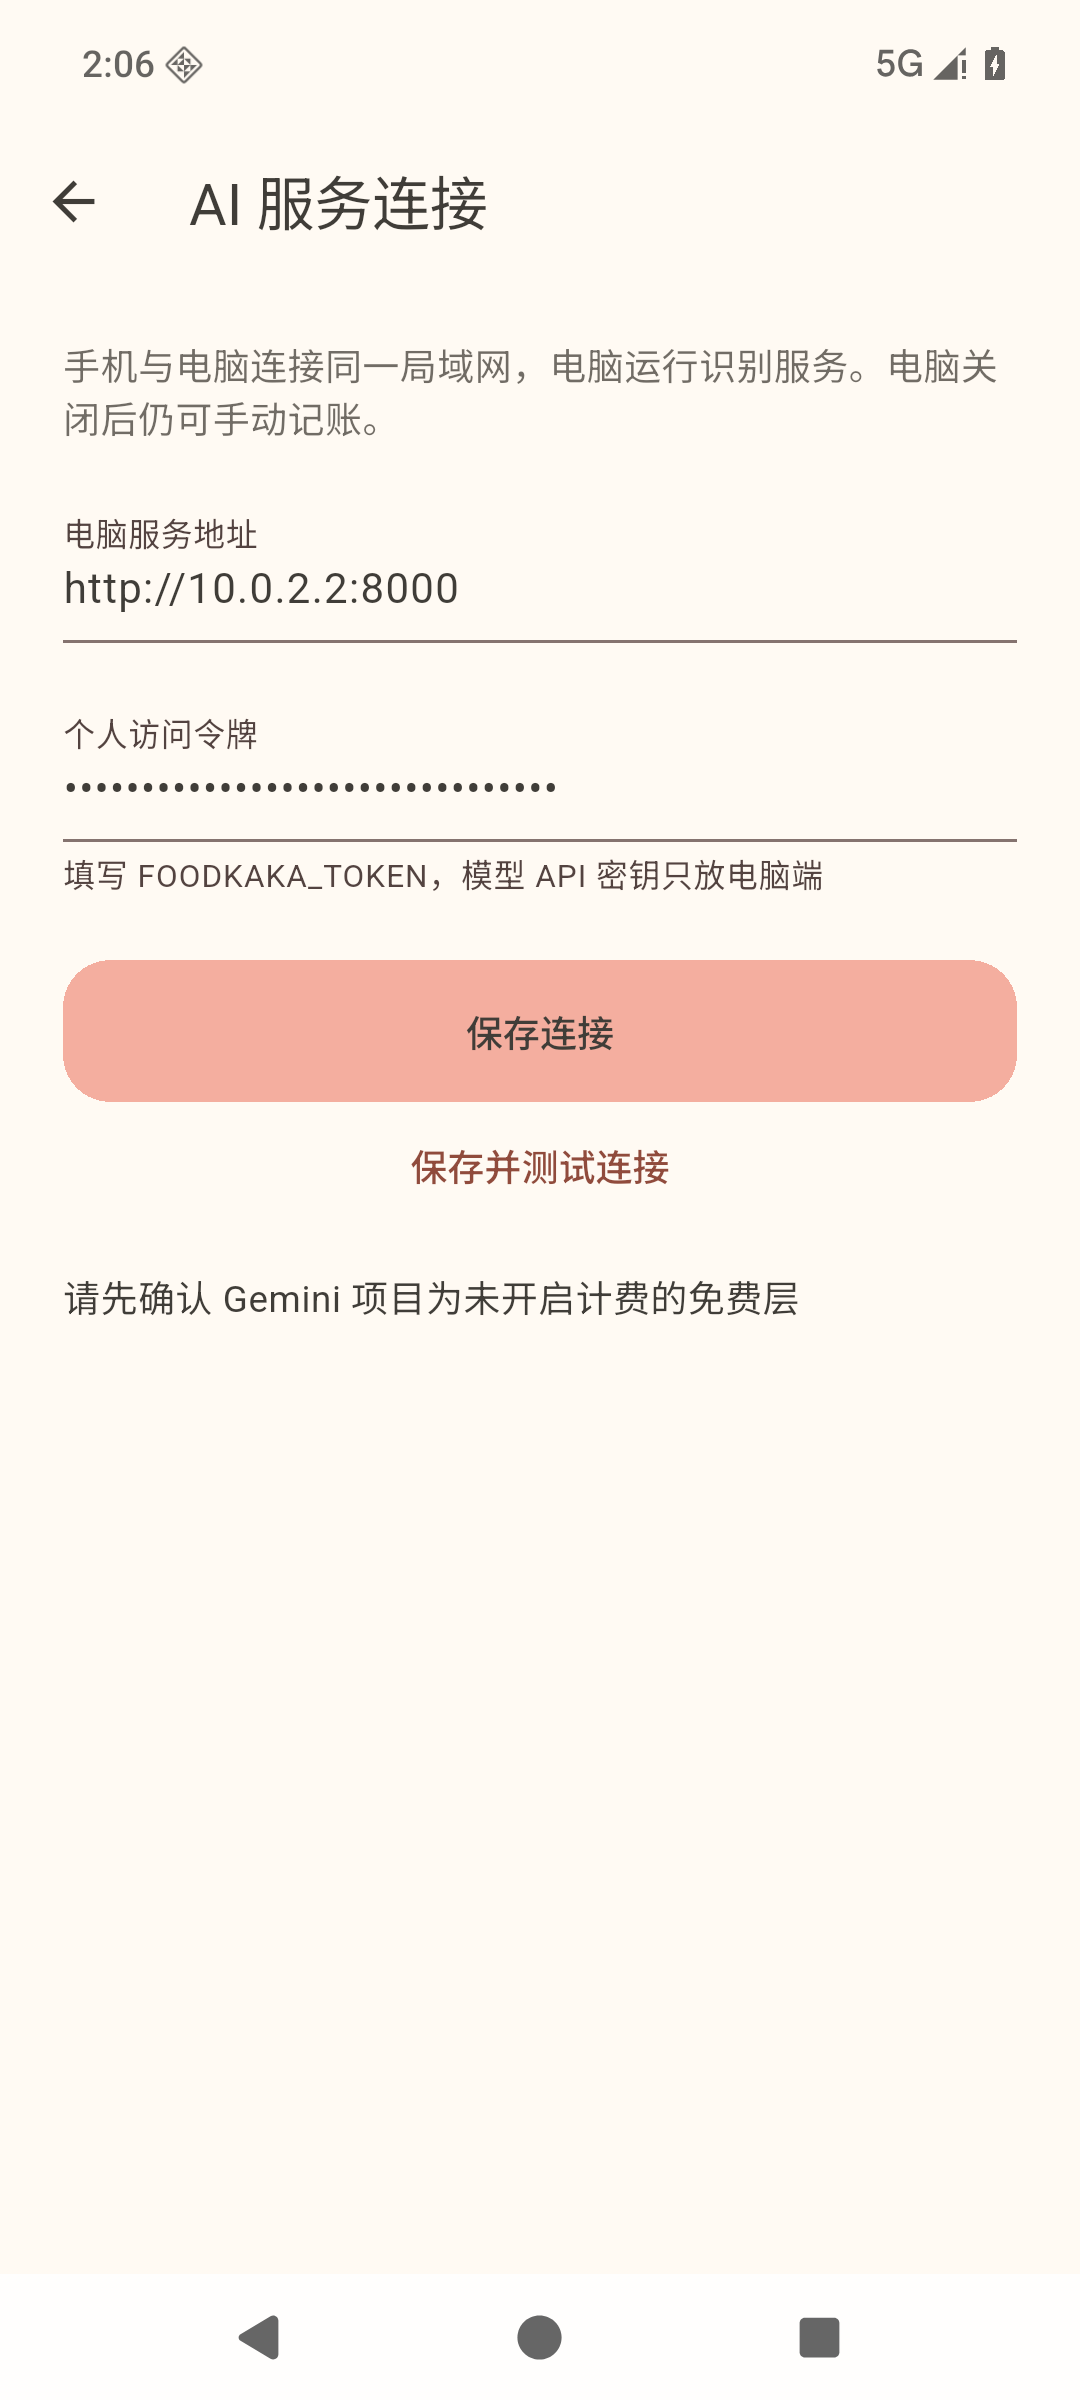 2:06
5G
AI 服务连接
手机与电脑连接同一局域网，电脑运行识别服务。电脑关
闭后仍可手动记账。
电脑服务地址
http://10.0.2.2:8000
个人访问令牌
••••••••••••••••••••••••••••••••
填写 FOODKAKA_TOKEN，模型 API 密钥只放电脑端
保存连接
保存并测试连接
请先确认 Gemini 项目为未开启计费的免费层